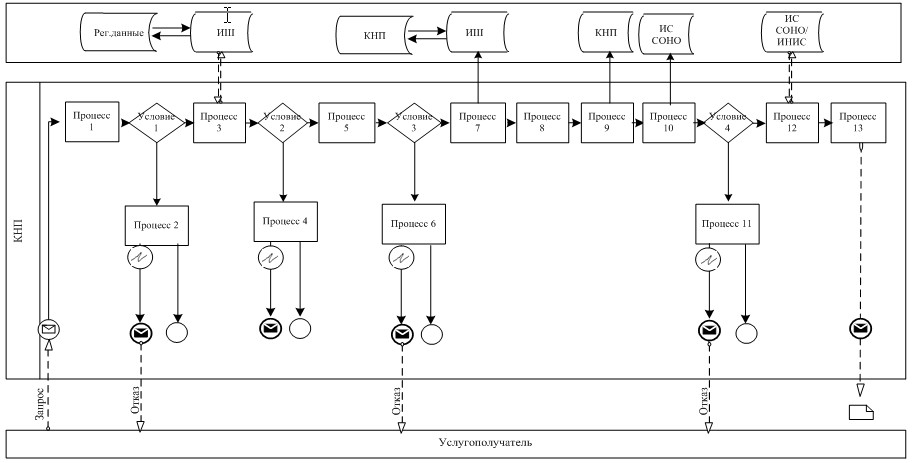 Рег.данные
ИШ
КНП
ИШ
КНП
ИС
СОНО
ИС
СОНО/
ИНИС
КНП
Процесс
1
Условие
1
Процесс
3
Условие
2
Процесс
5
Условие
3
Процесс
7
Процесс
8
Процесс
9
Процесс
10
Условие
4
Процесс
12
Процесс
13
Процесс 2
Процесс 4
Процесс 6
Процесс 11
Запрос
Отказ
Отказ
Отказ
Услугополучатель